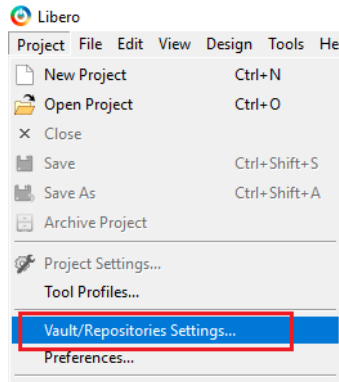 Libero
Project File Edit View Design Tools He
New Project Ctrl+N
Open Project Ctrl+O
Close
Save Ctrl+Shift+S
Save As Ctrl+Shift+A
Archive Project
Project Settings...
Tool Profiles...
Vault/Repositories Settings...
Preferences...